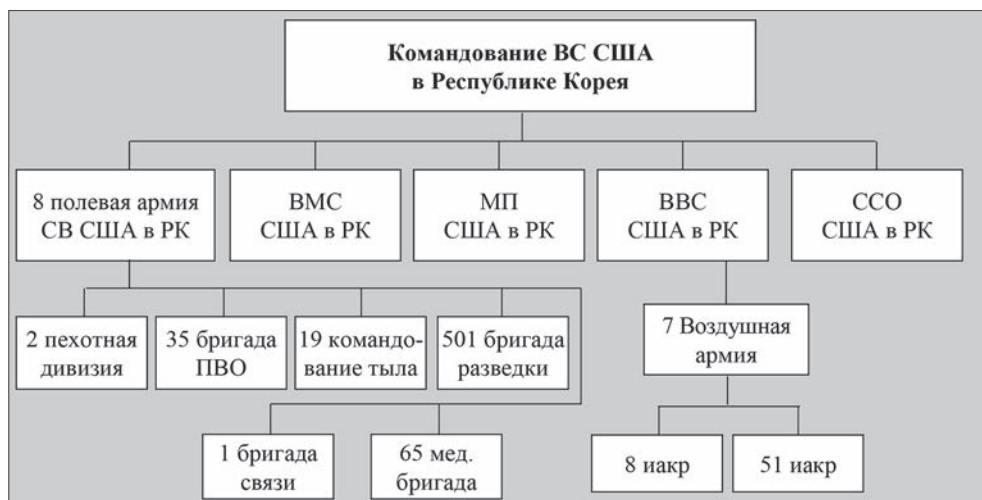 Командование ВС США
в Республике Корея
8 полевая армия
СВ США в РК
ВМС
США в РК
МП
США в РК
ВВС
США в РК
ССО
США в РК
2 пехотная
дивизия
35 бригада
ПВО
19 командо-
вание тыла
501 бригада
разведки
7 Воздушная
армия
1 бригада
связи
65 мед.
бригада
8 иакр
51 иакр